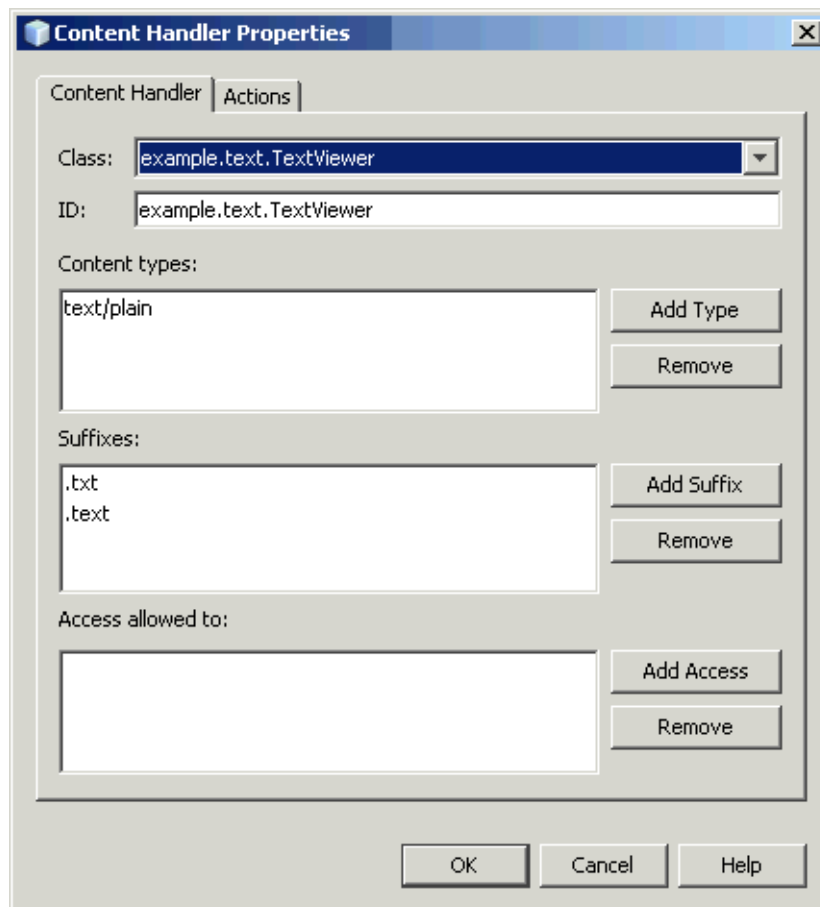 Content Handler Properties
Content Handler
Actions
Class:
example.text.TextViewer
ID:
example.text.TextViewer
Content types:
text/plain
Add Type
Remove
Suffixes:
.txt
.text
Add Suffix
Remove
Access allowed to:
Add Access
Remove
OK
Cancel
Help